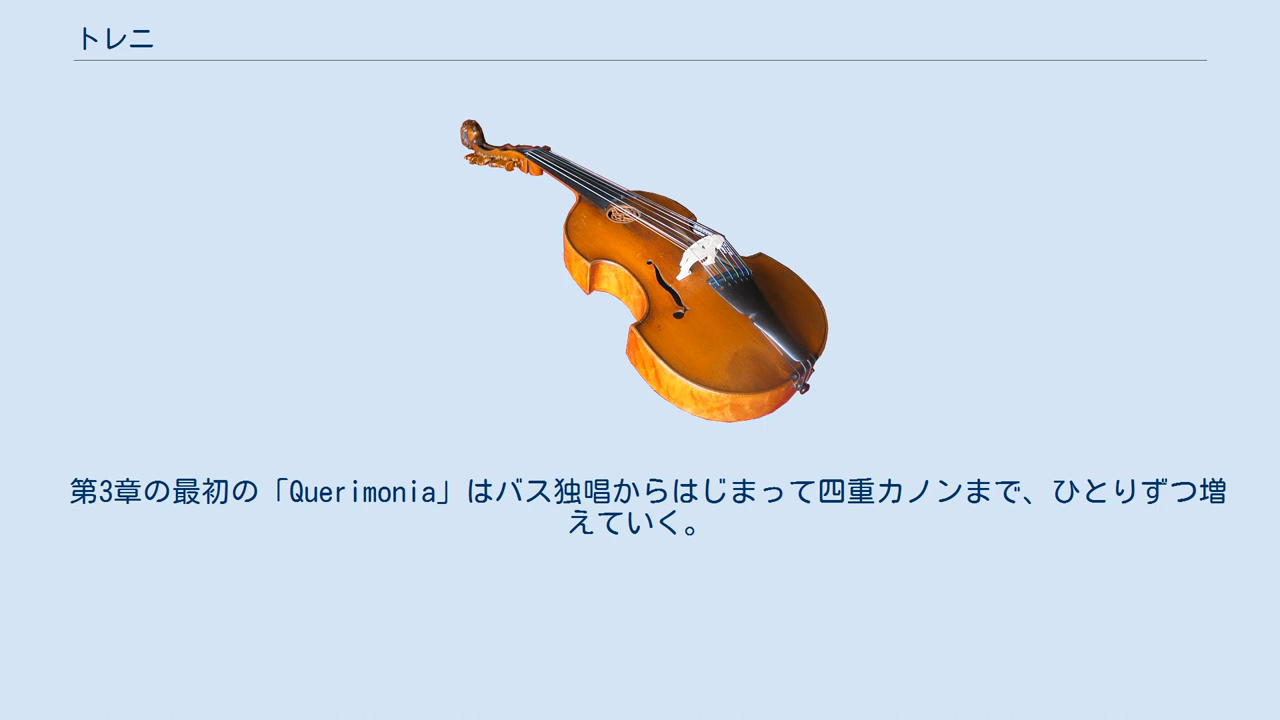 トレニ
第3章の最初の「Querimonia」はバス独唱からはじまって四重カノンまで、ひとりずつ増
えていく。